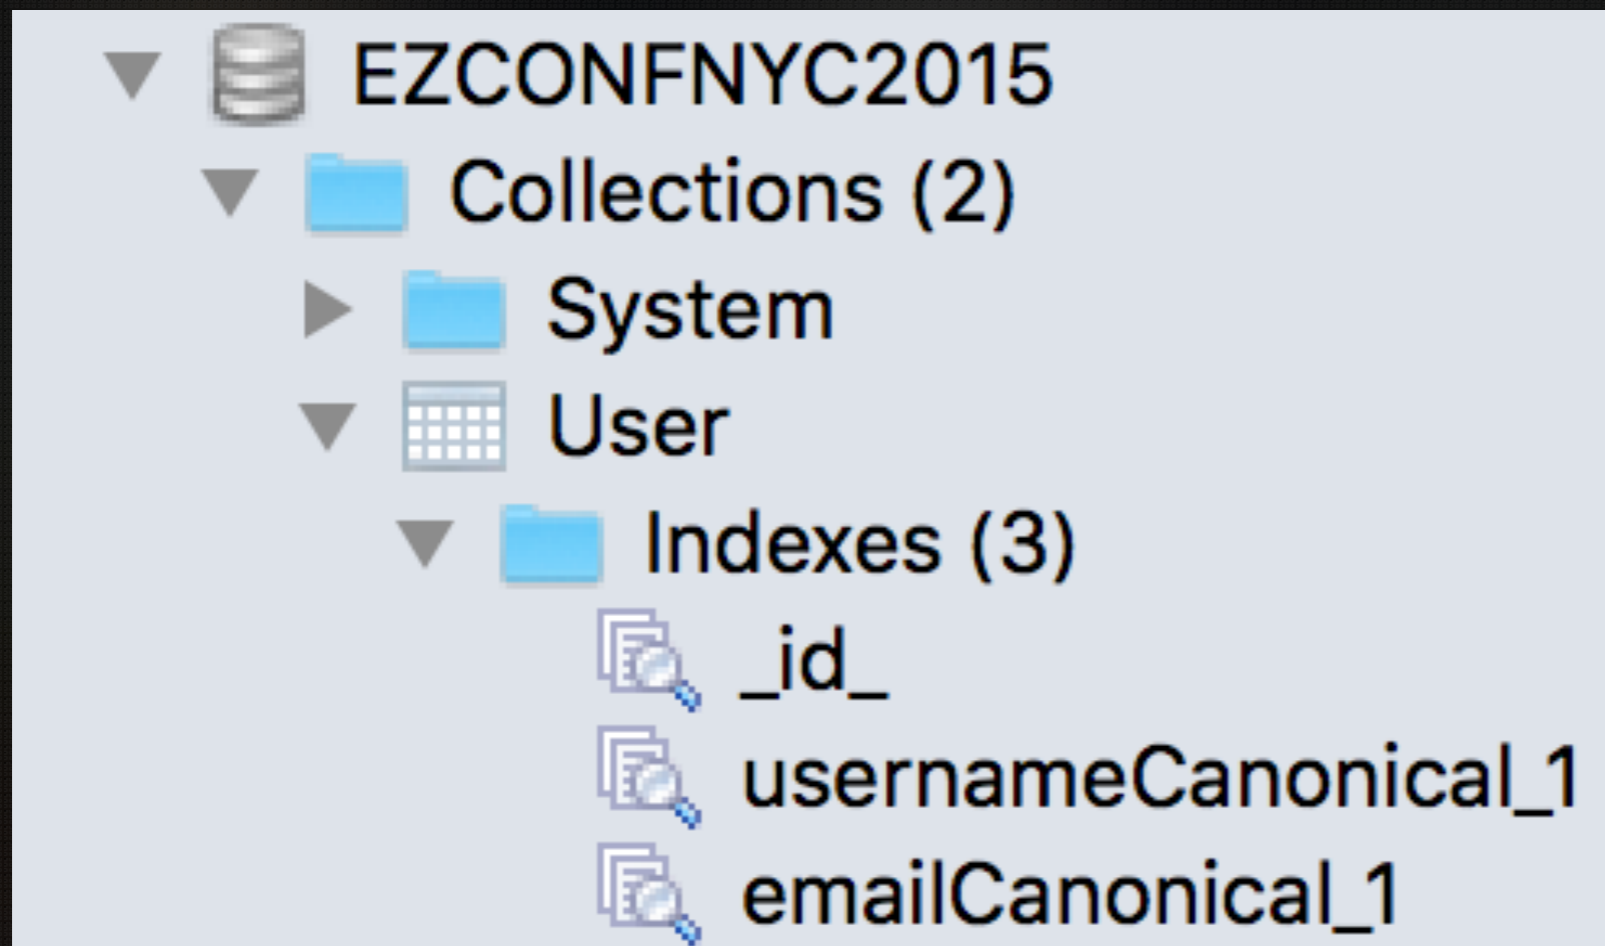 EZCONFNYC2015
Collections (2)
System
User
Indexes (3)
_id_
usernameCanonical_1
emailCanonical_1